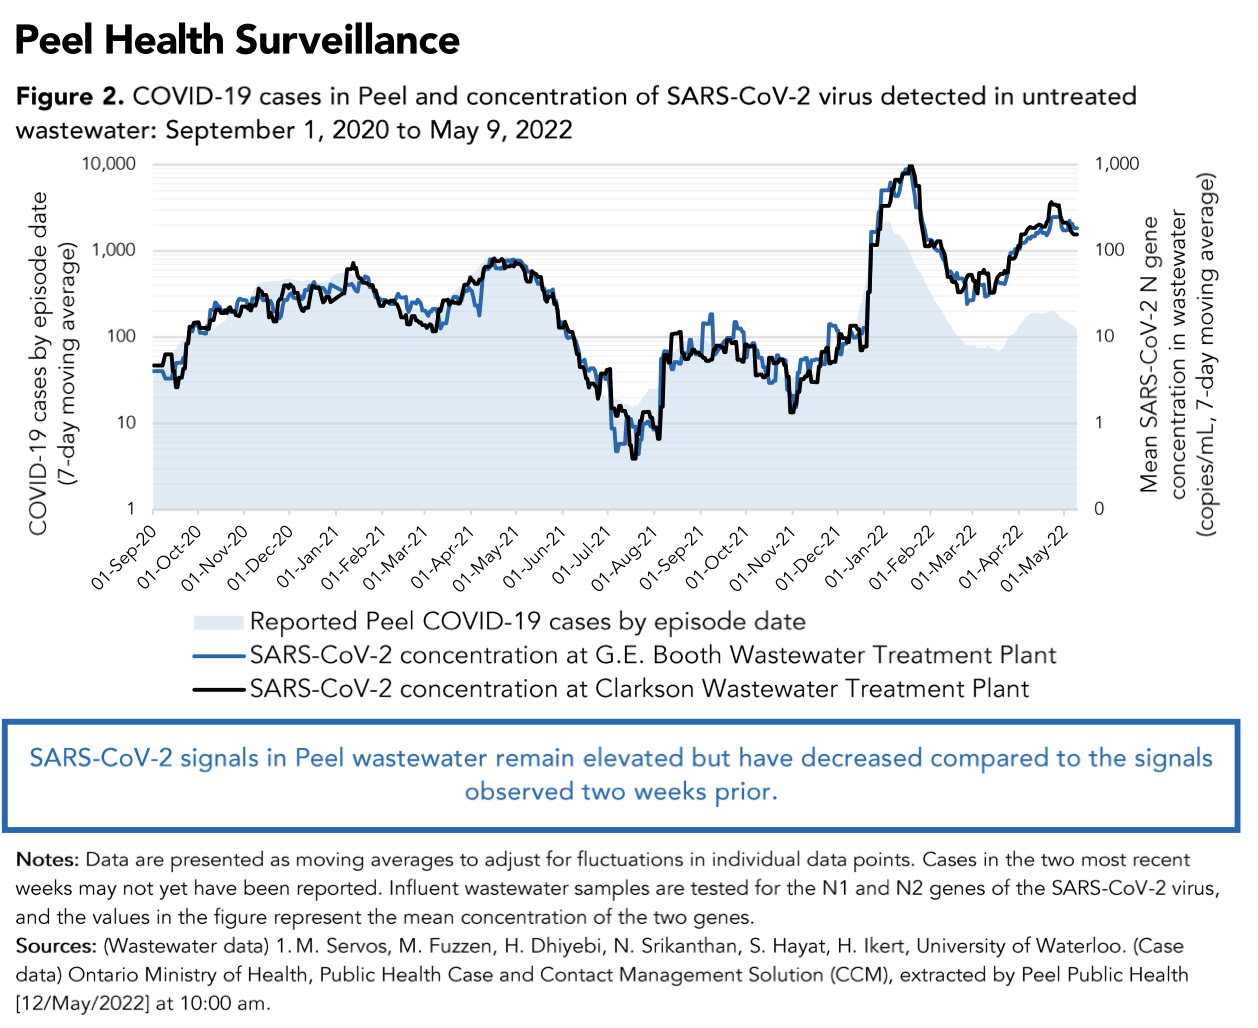 Peel Health Surveillance
Figure 2. COVID-19 cases in Peel and concentration of SARS-CoV-2 virus detected in untreated
wastewater: September 1, 2020 to May 9, 2022
COVID-19 cases by episode date
(7-day moving average)
10,000
1,000
100
10
1
1,000
100
10
1
0
Mean SARS-CoV-2 N gene
concentration in wastewater
(copies/mL, 7-day moving average)
01-Sep-20
01-Oct-20
01-Nov-20
01-Dec-20
01-Jan-21
01-Feb-21
01-Mar-21
01-Apr-21
01-May-21
01-Jun-21
01-Jul-21
01-Aug-21
01-Sep-21
01-Oct-21
01-Nov-21
01-Dec-21
01-Jan-22
01-Feb-22
01-Mar-22
01-Apr-22
01-May-22
Reported Peel COVID-19 cases by episode date
SARS-CoV-2 concentration at G.E. Booth Wastewater Treatment Plant
SARS-CoV-2 concentration at Clarkson Wastewater Treatment Plant
SARS-CoV-2 signals in Peel wastewater remain elevated but have decreased compared to the signals
observed two weeks prior.
Notes: Data are presented as moving averages to adjust for fluctuations in individual data points. Cases in the two most recent
weeks may not yet have been reported. Influent wastewater samples are tested for the N1 and N2 genes of the SARS-CoV-2 virus,
and the values in the figure represent the mean concentration of the two genes.
Sources: (Wastewater data) 1. M. Servos, M. Fuzzen, H. Dhiyebi, N. Srikanthan, S. Hayat, H. Ikert, University of Waterloo. (Case
data) Ontario Ministry of Health, Public Health Case and Contact Management Solution (CCM), extracted by Peel Public Health
[12/May/2022] at 10:00 am.